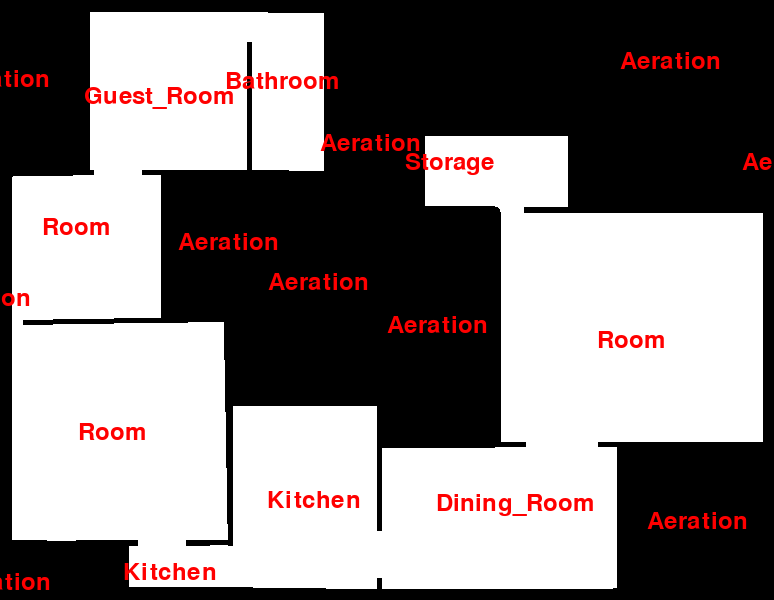 Aeration
ation
Bathroom
Guest_Room
Aeration
Storage
Ae
Room
Aeration
Aeration
on
Aeration
Room
Room
Kitchen
Dining_Room
Aeration
Kitchen
ation